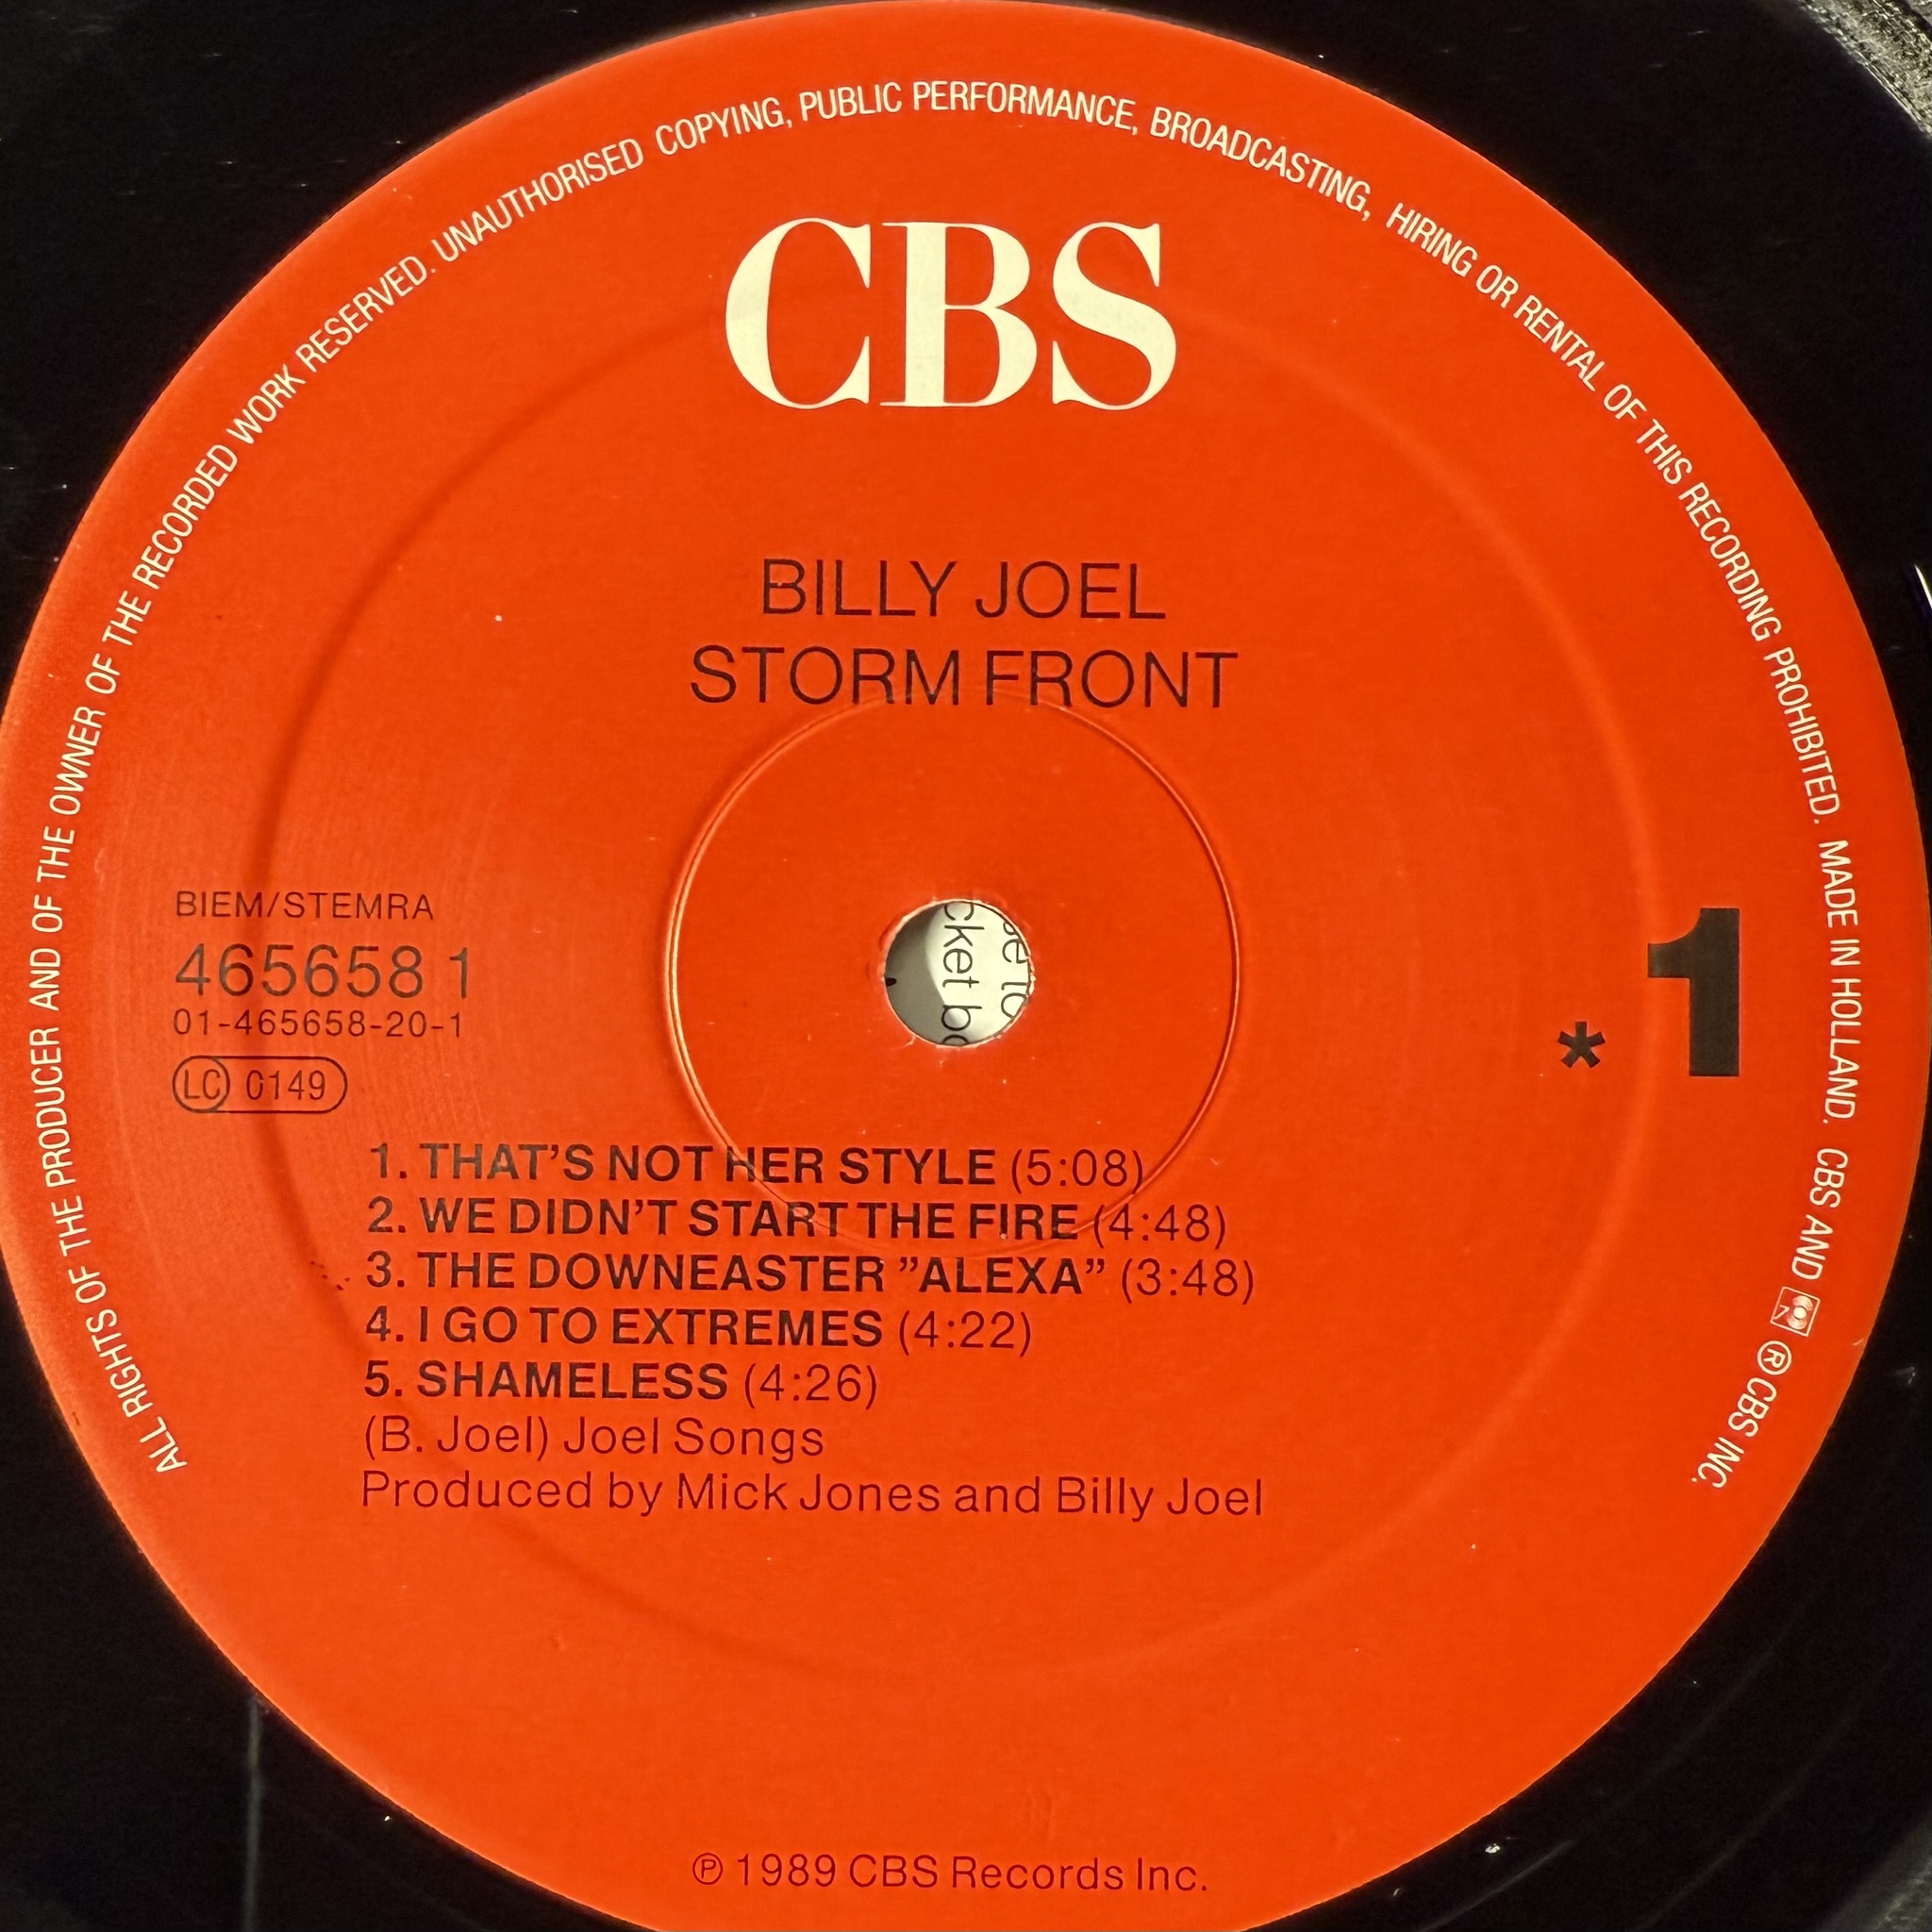 ALL RIGHTS OF THE PRODUCER AND OF THE OWNER OF THE RECORDED WORK RESERVED. UNAUTHORISED COPYING, PUBLIC PERFORMANCE, BROADCASTING, HIRING OR RENTAL OF THIS RECORDING PROHIBITED. MADE IN HOLLAND. CBS AND ® CBS INC.
CBS
BILLY JOEL
STORM FRONT
BIEM/STEMRA
465658 1
01-465658-20-1
LC 0149
* 1
cket
1. THAT'S NOT HER STYLE (5:08)
2. WE DIDN'T START THE FIRE (4:48)
3. THE DOWNEASTER ”ALEXA” (3:48)
4. I GO TO EXTREMES (4:22)
5. SHAMELESS (4:26)
(B. Joel) Joel Songs
Produced by Mick Jones and Billy Joel
℗ 1989 CBS Records Inc.